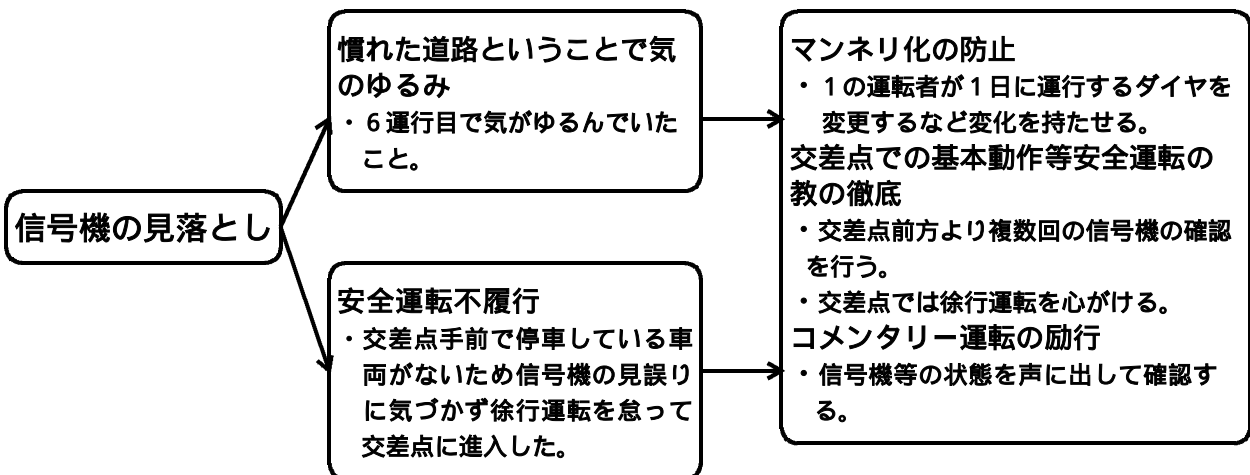 信号機の見落とし
慣れた道路ということで気
のゆるみ
・６運行目で気がゆるんでいた
こと。
安全運転不履行
・交差点手前で停車している車
両がないため信号機の見誤り
に気づかず徐行運転を怠って
交差点に進入した。
マンネリ化の防止
・１の運転者が１日に運行するダイヤを
変更するなど変化を持たせる。
交差点での基本動作等安全運転の
教の徹底
・交差点前方より複数回の信号機の確認
を行う。
・交差点では徐行運転を心がける。
コメンタリー運転の励行
・信号機等の状態を声に出して確認す
る。